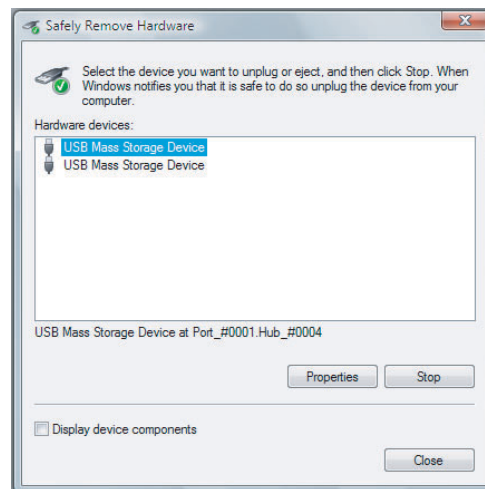 Safely Remove Hardware
Select the device you want to unplug or eject, and then click Stop. When
Windows notifies you that it is safe to do so unplug the device from your
computer.
Hardware devices:
USB Mass Storage Device
USB Mass Storage Device
USB Mass Storage Device at Port_#0001.Hub_#0004
Properties Stop
Display device components
Close